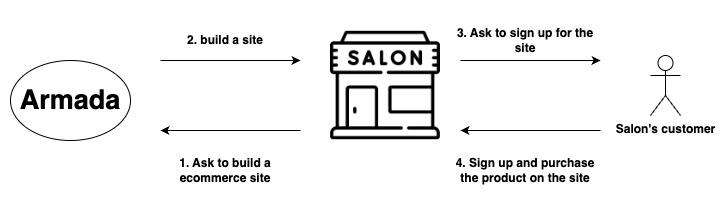 2. build a site
3. Ask to sign up for the
site
SALON
Armada
Salon's customer
1. Ask to build a
ecommerce site
4. Sign up and purchase
the product on the site